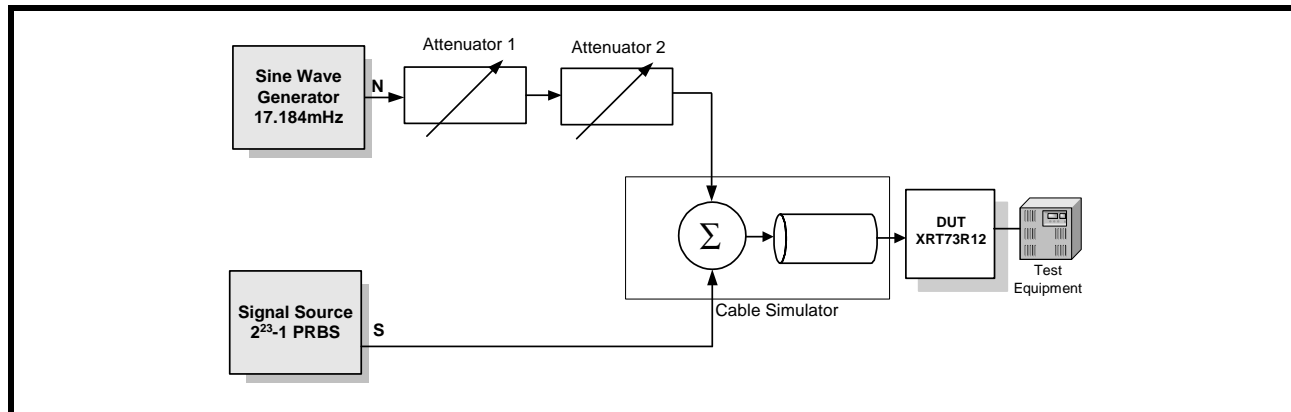 Attenuator 1
Attenuator 2
Sine Wave
Generator
17.184mHz
N
Σ
DUT
XRT73R12
Test
Equipment
Cable Simulator
Signal Source
2²³-1 PRBS
S